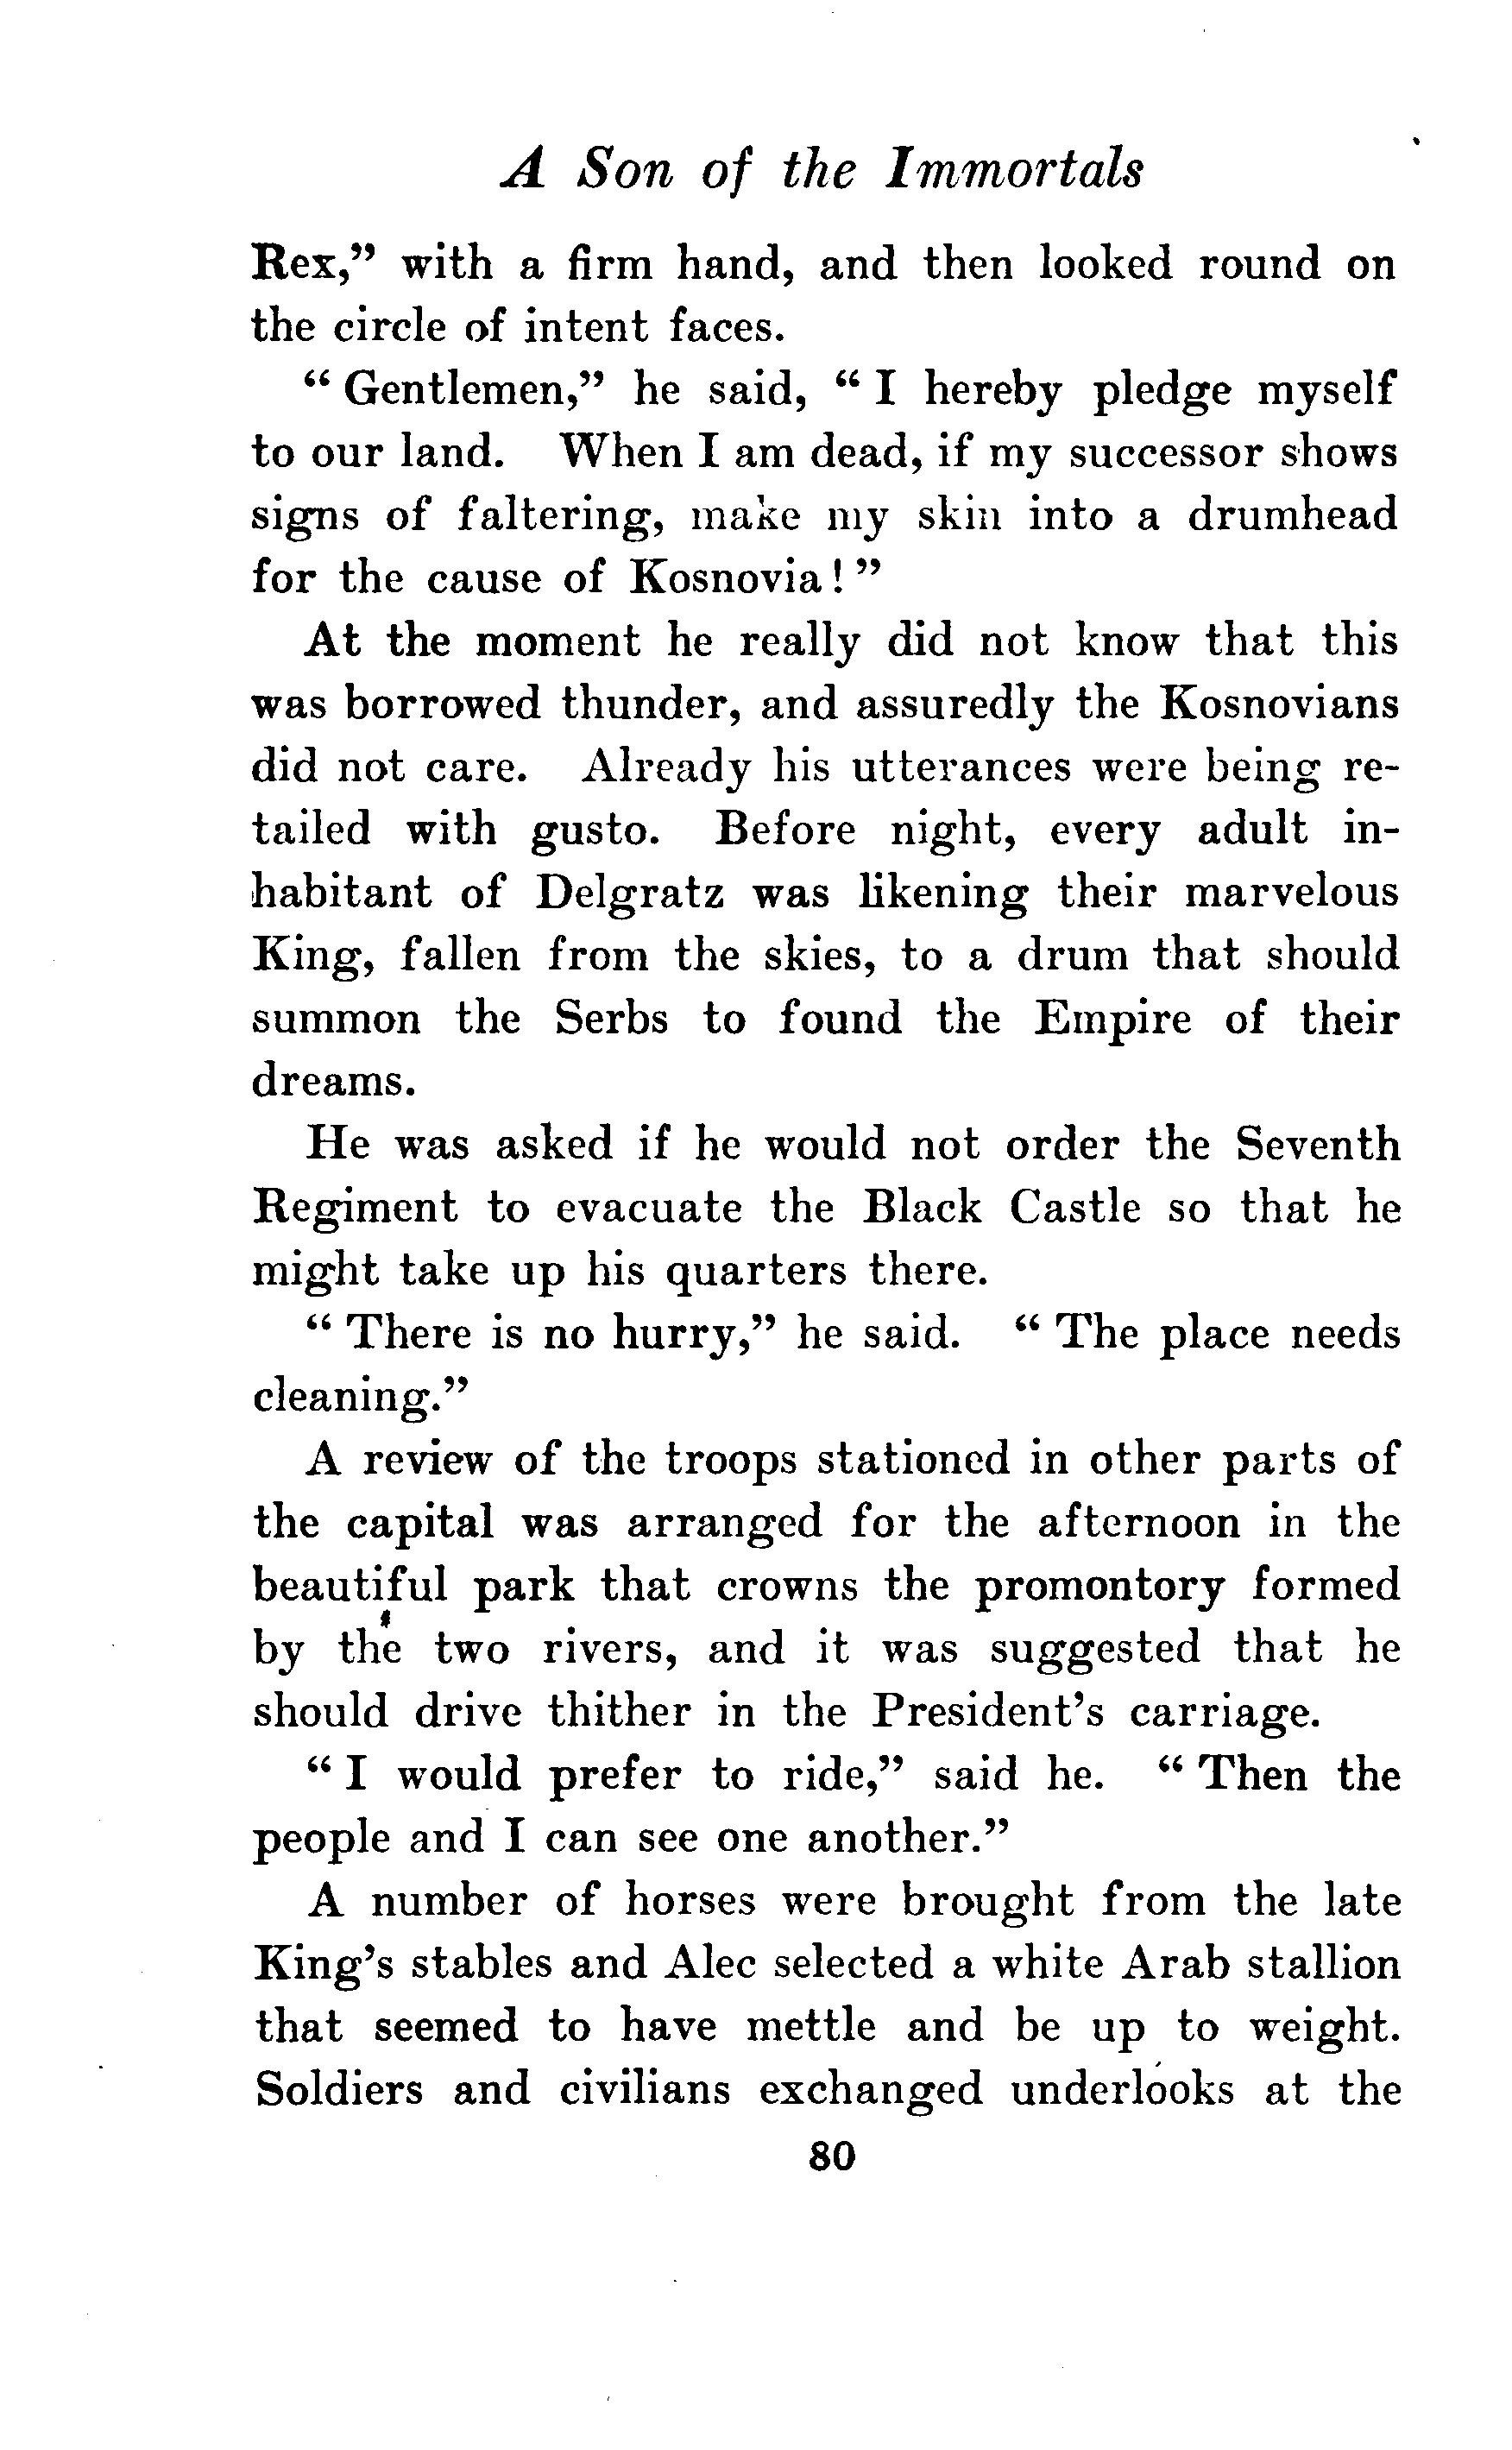 A Son of the Immortals
Rex," with a firm hand, and then looked round on
the circle of intent faces.
" Gentlemen," he said, " I hereby pledge myself
to our land. When I am dead, if my successor shows
signs of faltering, make my skin into a drumhead
for the cause of Kosnovia! "
At the moment he really did not know that this
was borrowed thunder, and assuredly the Kosnovians
did not care. Already his utterances were being re-
tailed with gusto. Before night, every adult in-
habitant of Delgratz was likening their marvelous
King, fallen from the skies, to a drum that should
summon the Serbs to found the Empire of their
dreams.
He was asked if he would not order the Seventh
Regiment to evacuate the Black Castle so that he
might take up his quarters there.
" There is no hurry," he said. " The place needs
cleaning."
A review of the troops stationed in other parts of
the capital was arranged for the afternoon in the
beautiful park that crowns the promontory formed
by the two rivers, and it was suggested that he
should drive thither in the President's carriage.
" I would prefer to ride," said he. " Then the
people and I can see one another."
A number of horses were brought from the late
King's stables and Alec selected a white Arab stallion
that seemed to have mettle and be up to weight.
Soldiers and civilians exchanged underlooks at the
80